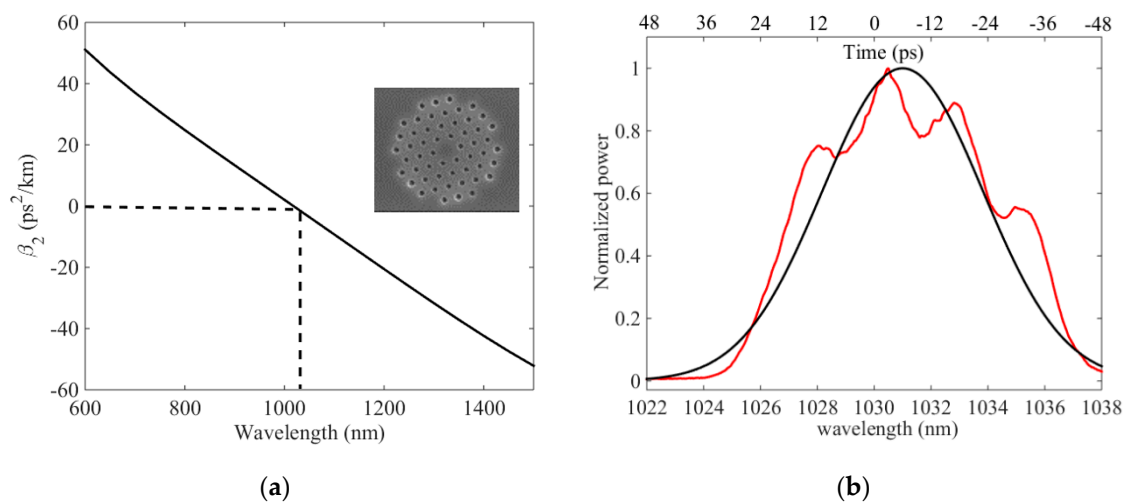 60
40
20
0
-20
-40
-60
β2 (ps2/km)
600 800 1000 1200 1400
Wavelength (nm)
(a)
48 36 24 12 0 -12 -24 -36 -48
Time (ps)
1
0.8
0.6
0.4
0.2
0
Normalized power
1022 1024 1026 1028 1030 1032 1034 1036 1038
wavelength (nm)
(b)